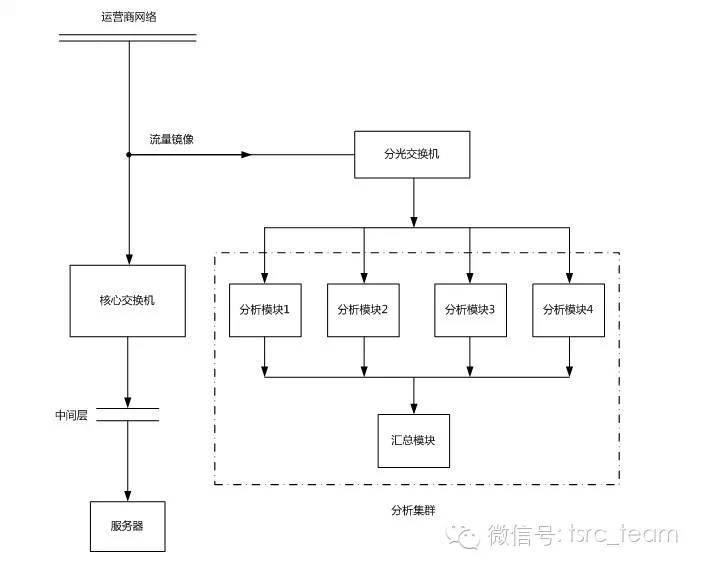 运营商网络
流量镜像
分光交换机
核心交换机
分析模块1
分析模块2
分析模块3
分析模块4
中间层
汇总模块
服务器
分析集群
微信号: tsrc_team